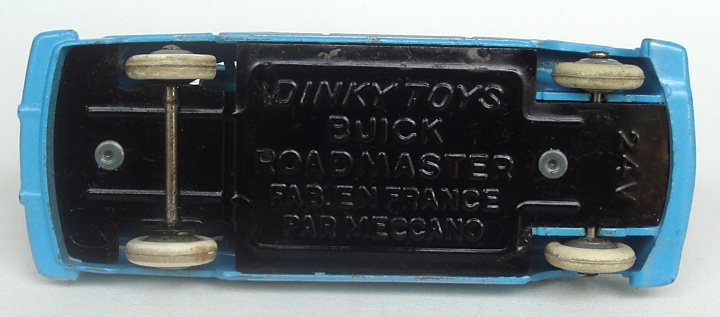 DINKY TOYS
BUICK
ROADMASTER
FAB. EN FRANCE
PAR MECCANO
24V